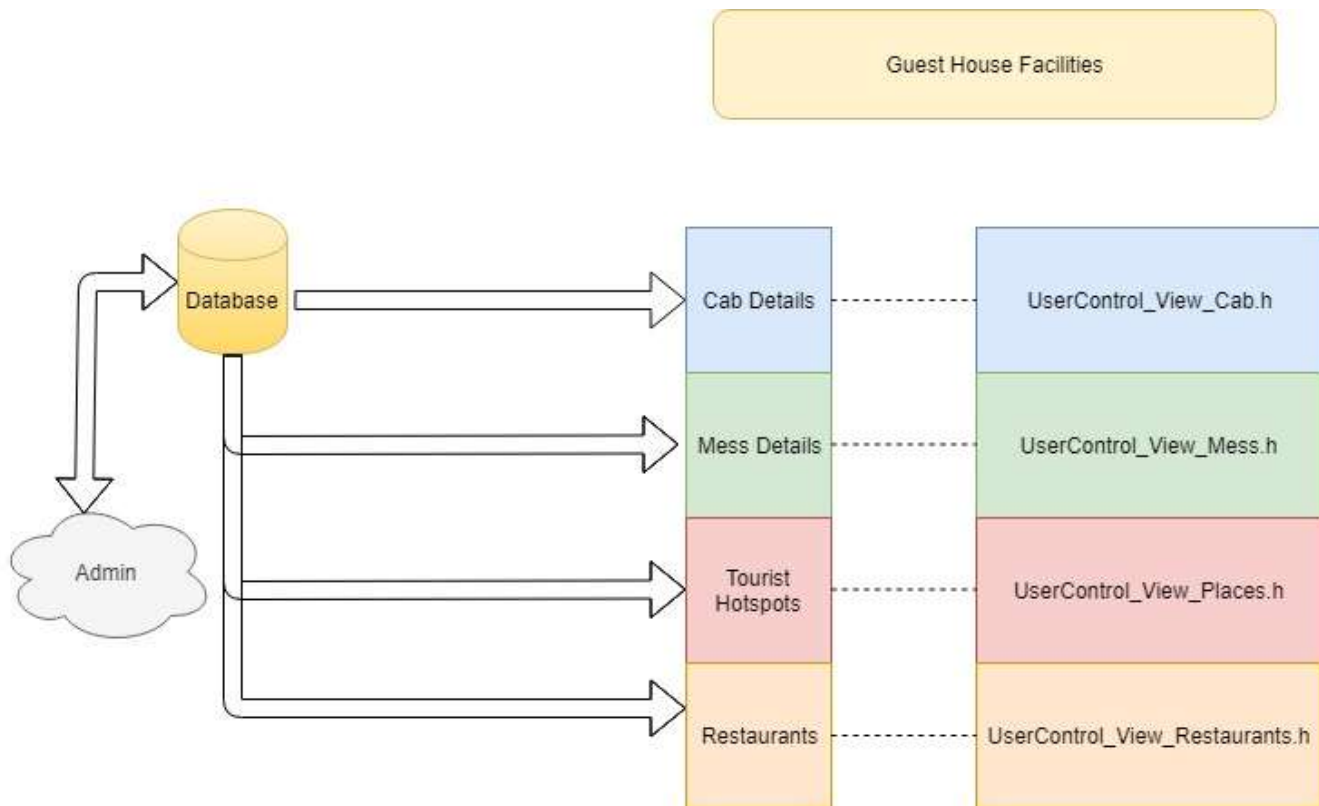 Guest House Facilities
Database
Cab Details
UserControl_View_Cab.h
Mess Details
UserControl_View_Mess.h
Admin
Tourist
Hotspots
UserControl_View_Places.h
Restaurants
UserControl_View_Restaurants.h